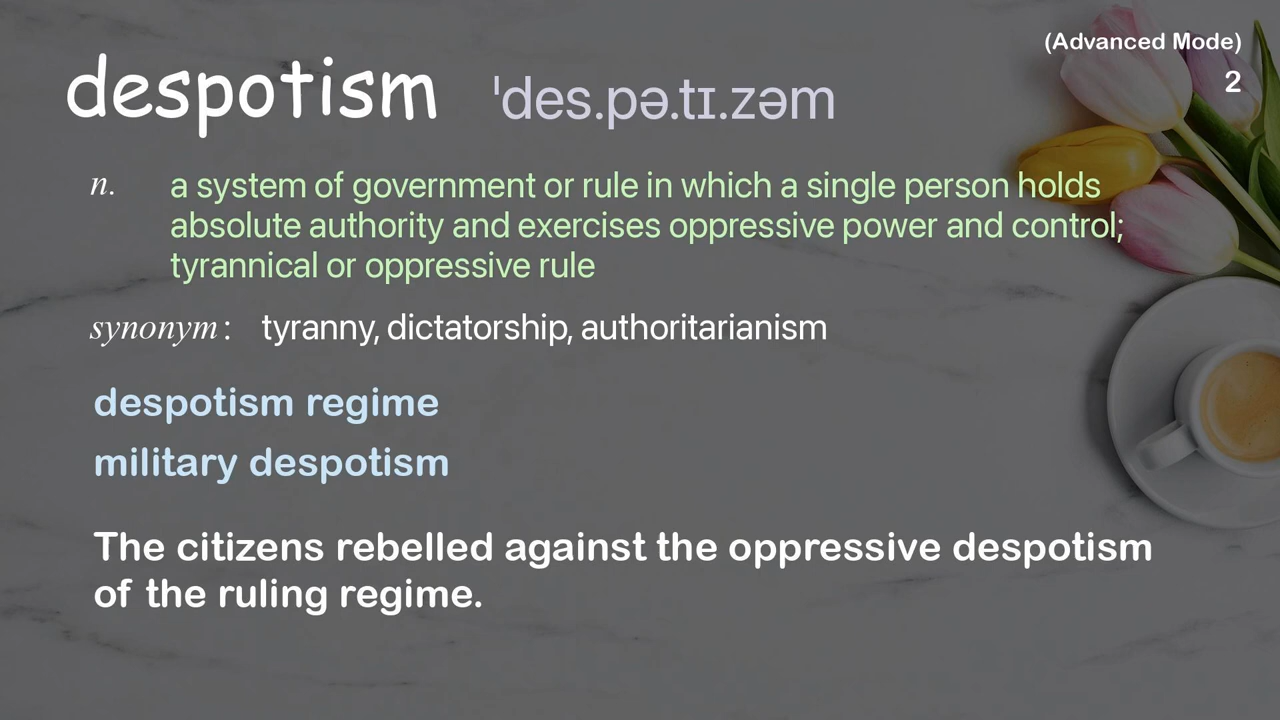 (Advanced Mode)
2
despotism ˈdes.pə.tɪ.zəm
n. a system of government or rule in which a single person holds
absolute authority and exercises oppressive power and control;
tyrannical or oppressive rule
synonym: tyranny, dictatorship, authoritarianism
despotism regime
military despotism
The citizens rebelled against the oppressive despotism
of the ruling regime.